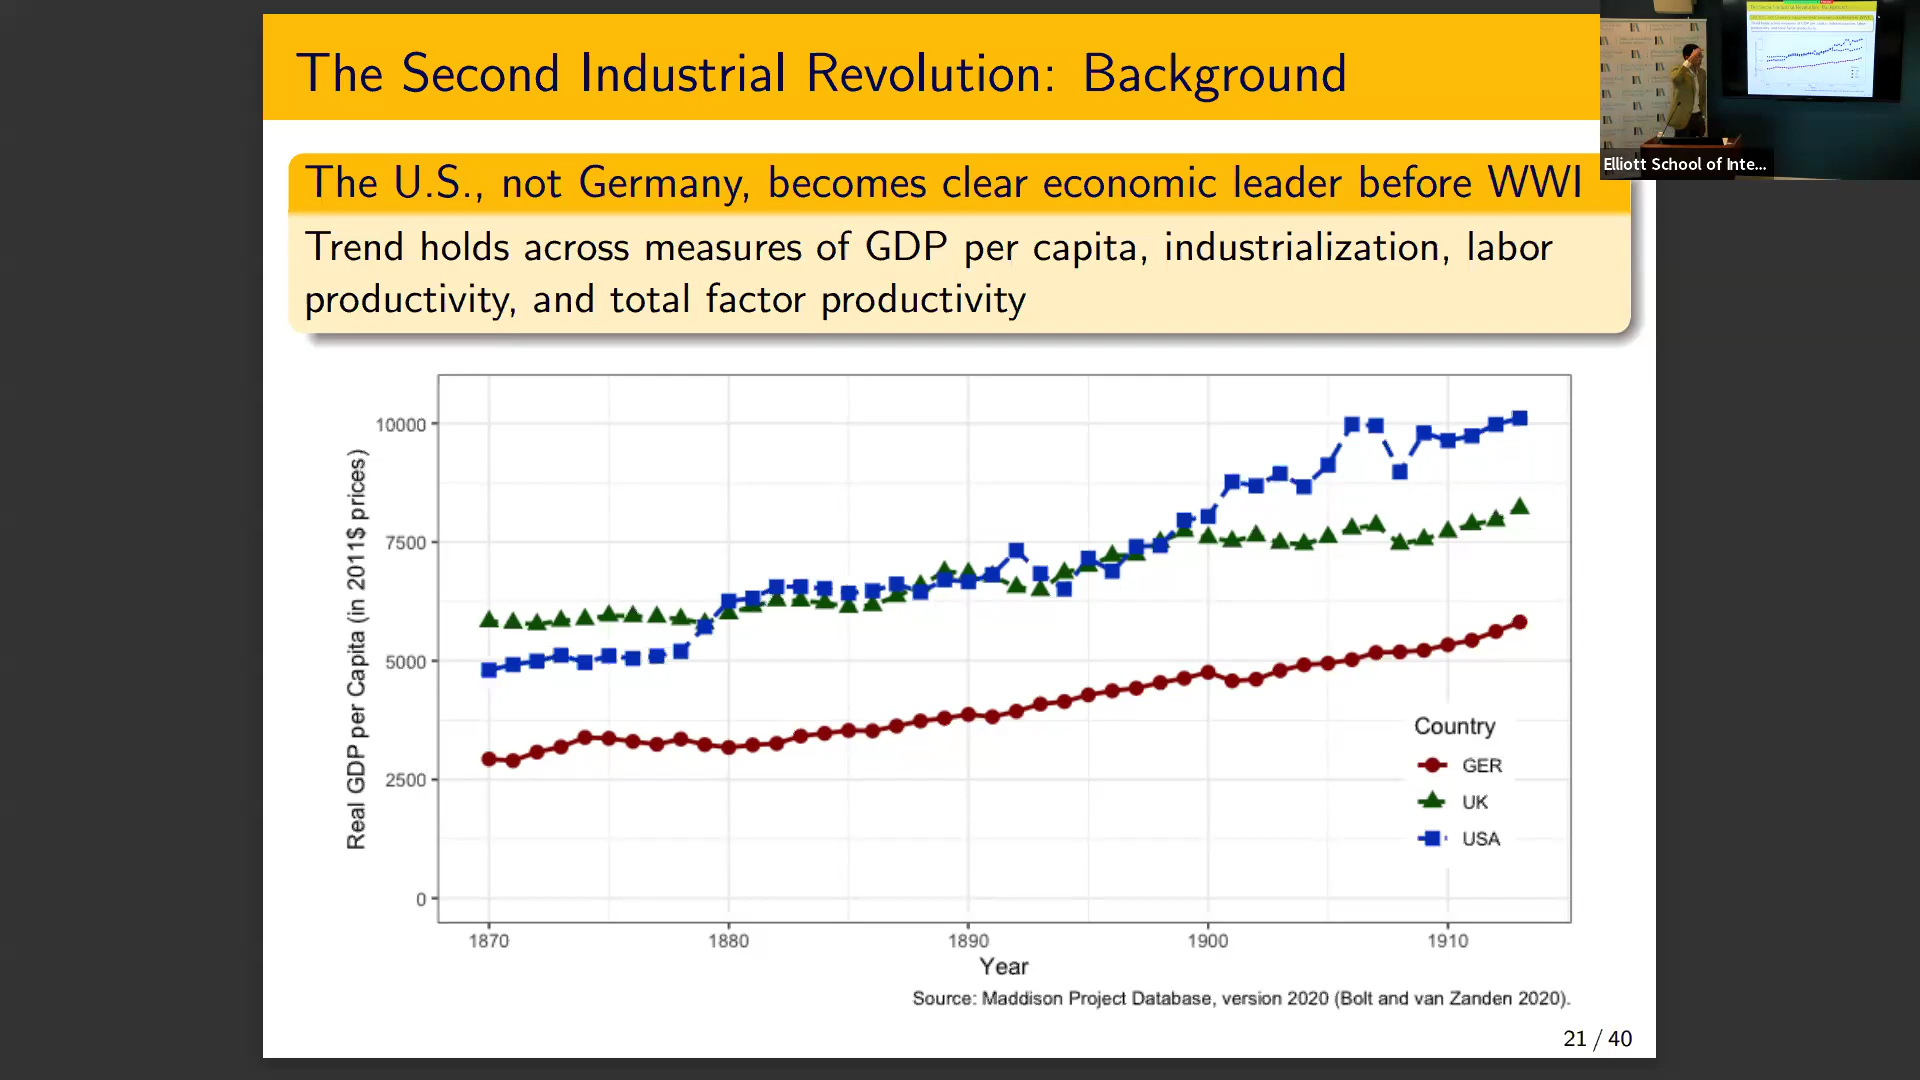 The Second Industrial Revolution: Background
Elliott School of Inte...
The U.S., not Germany, becomes clear economic leader before WWI
Trend holds across measures of GDP per capita, industrialization, labor
productivity, and total factor productivity
Real GDP per Capita (in 2011$ prices)
10000
7500
5000
2500
0
Country
GER
UK
USA
1870 1880 1890 1900 1910
Year
Source: Maddison Project Database, version 2020 (Bolt and van Zanden 2020).
21 / 40